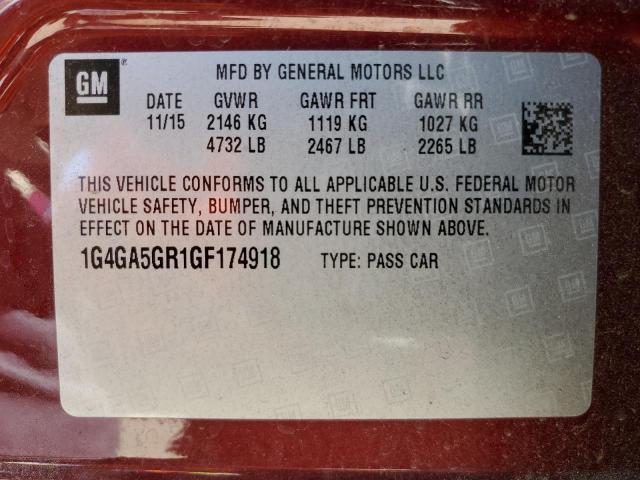 GM
MFD BY GENERAL MOTORS LLC
DATE GVWR GAWR FRT GAWR RR
11/15 2146 KG 1119 KG 1027 KG
4732 LB 2467 LB 2265 LB
THIS VEHICLE CONFORMS TO ALL APPLICABLE U.S. FEDERAL MOTOR
VEHICLE SAFETY, BUMPER, AND THEFT PREVENTION STANDARDS IN
EFFECT ON THE DATE OF MANUFACTURE SHOWN ABOVE.
1G4GA5GR1GF174918 TYPE: PASS CAR